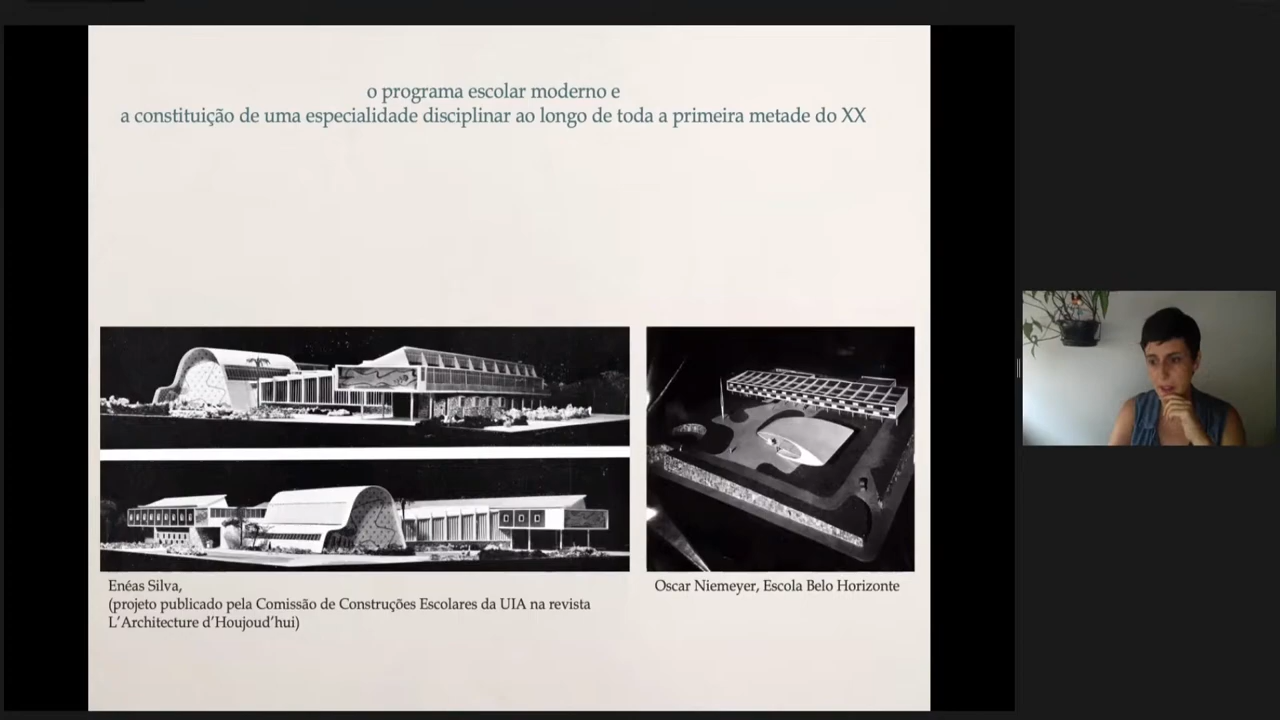 o programa escolar moderno e
a constituição de uma especialidade disciplinar ao longo de toda a primeira metade do XX
Enéas Silva,
(projeto publicado pela Comissão de Construções Escolares da UIA na revista
L'Architecture d'Houjoud'hui)
Oscar Niemeyer, Escola Belo Horizonte